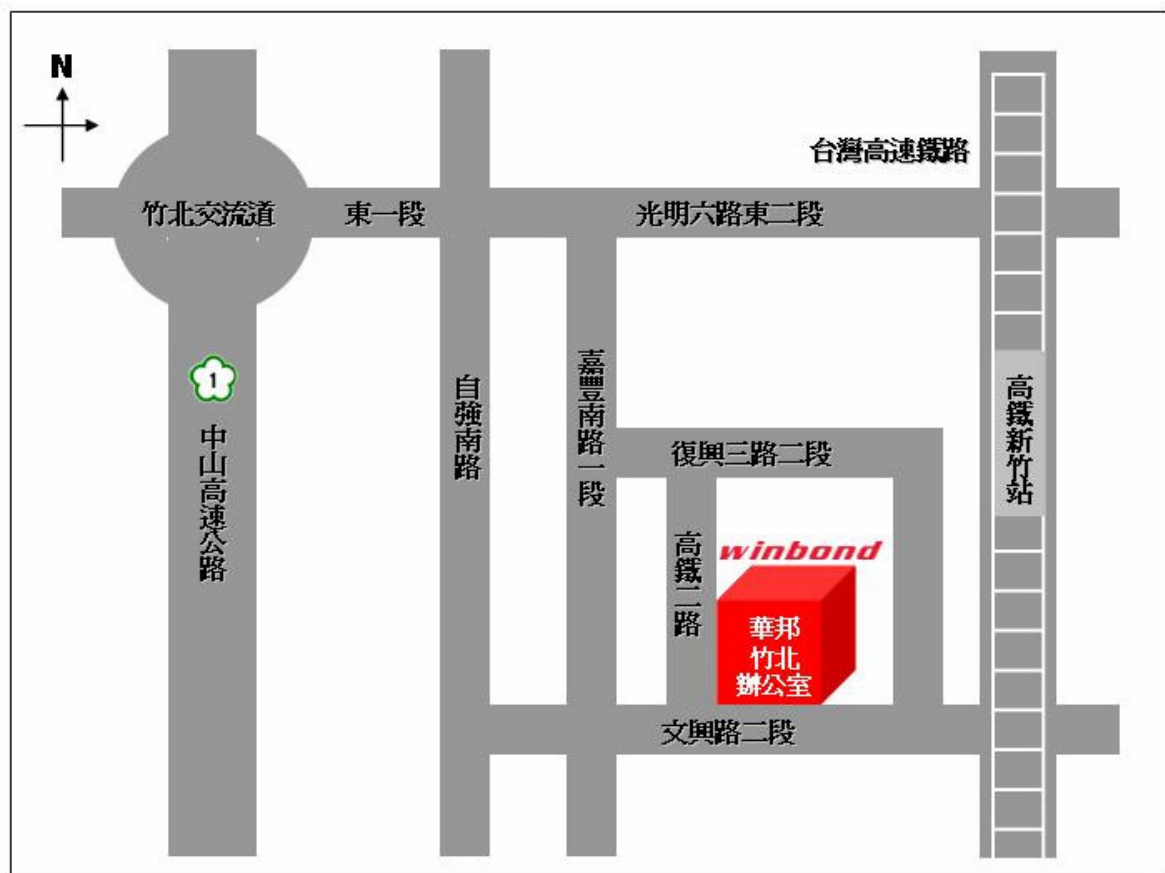 N
台灣高速鐵路
竹北交流道
東一段
光明六路東二段
1
中山高速公路
自強南路
嘉豐南路一段
高鐵新竹站
復興三路二段
高鐵二路
winbond
華邦
竹北
辦公室
文興路二段